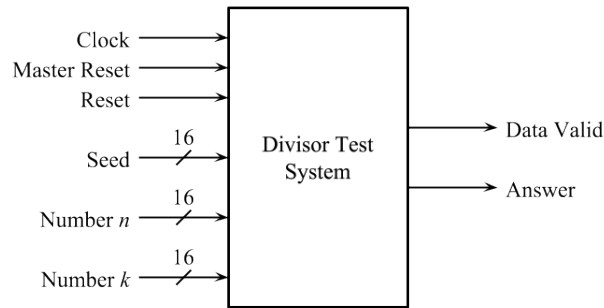 Clock
Master Reset
Reset
16
Seed
16
Number n
16
Number k
Divisor Test
System
Data Valid
Answer